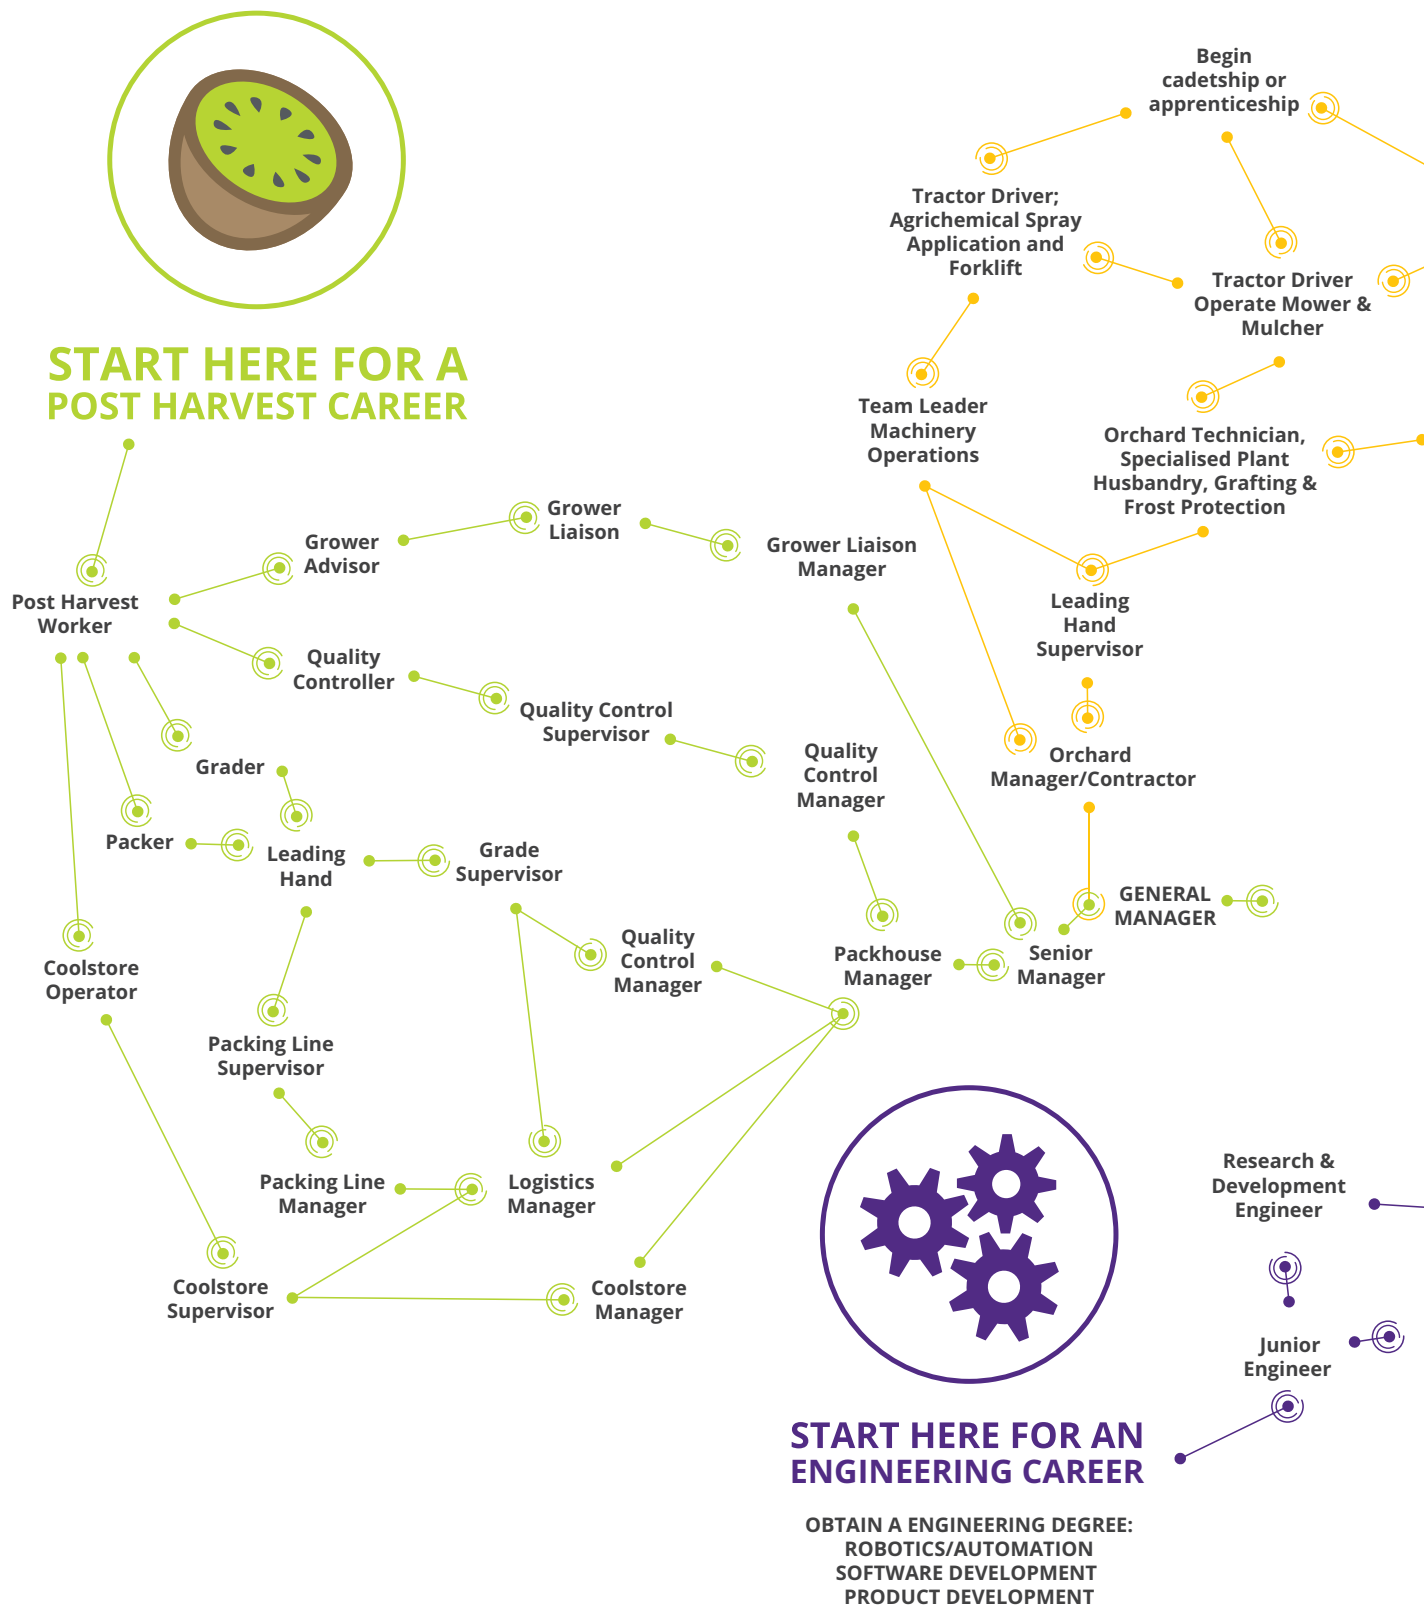 START HERE FOR A
POST HARVEST CAREER
Post Harvest
Worker
Grower
Advisor
Grower
Liaison
Grower Liaison
Manager
Quality
Controller
Quality Control
Supervisor
Quality
Control
Manager
Grader
Packer
Leading
Hand
Grade
Supervisor
Quality
Control
Manager
Packhouse
Manager
Senior
Manager
GENERAL
MANAGER
Coolstore
Operator
Packing Line
Supervisor
Packing Line
Manager
Logistics
Manager
Coolstore
Supervisor
Coolstore
Manager
Begin
cadetship or
apprenticeship
Tractor Driver;
Agrichemical Spray
Application and
Forklift
Tractor Driver
Operate Mower &
Mulcher
Team Leader
Machinery
Operations
Orchard Technician,
Specialised Plant
Husbandry, Grafting &
Frost Protection
Leading
Hand
Supervisor
Orchard
Manager/Contractor
Research &
Development
Engineer
Junior
Engineer
START HERE FOR AN
ENGINEERING CAREER
OBTAIN A ENGINEERING DEGREE:
ROBOTICS/AUTOMATION
SOFTWARE DEVELOPMENT
PRODUCT DEVELOPMENT